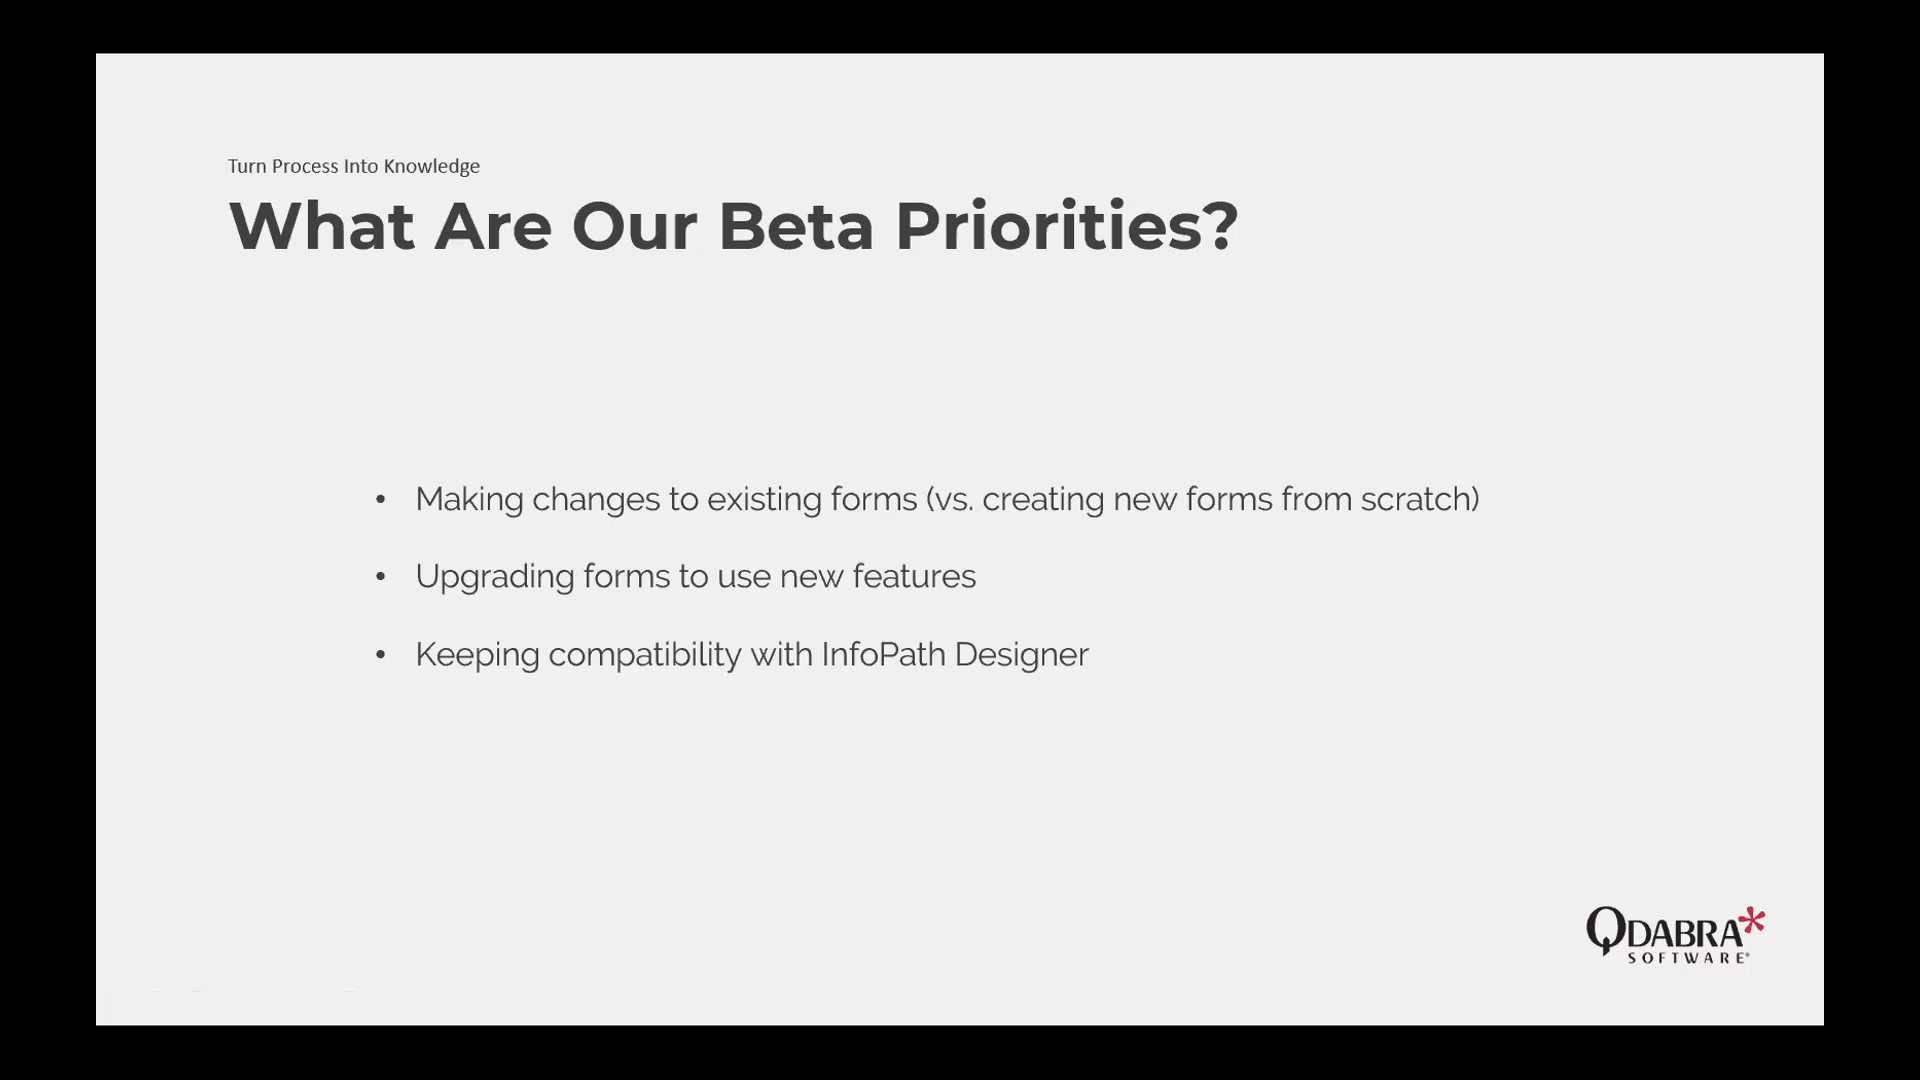 Turn Process Into Knowledge
What Are Our Beta Priorities?
• Making changes to existing forms (vs. creating new forms from scratch)
• Upgrading forms to use new features
• Keeping compatibility with InfoPath Designer
QDABRA*
SOFTWARE®